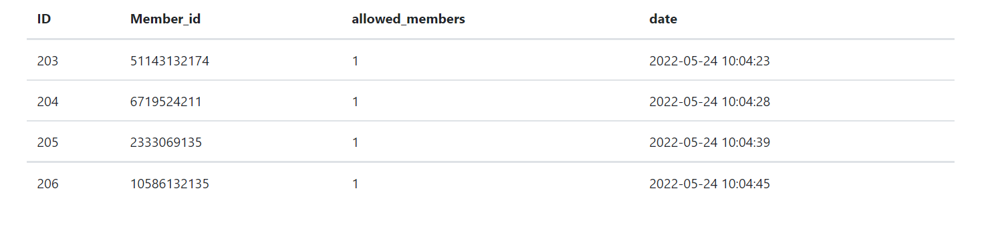 ID Member_id allowed_members date
203 51143132174 1 2022-05-24 10:04:23
204 6719524211 1 2022-05-24 10:04:28
205 2333069135 1 2022-05-24 10:04:39
206 10586132135 1 2022-05-24 10:04:45